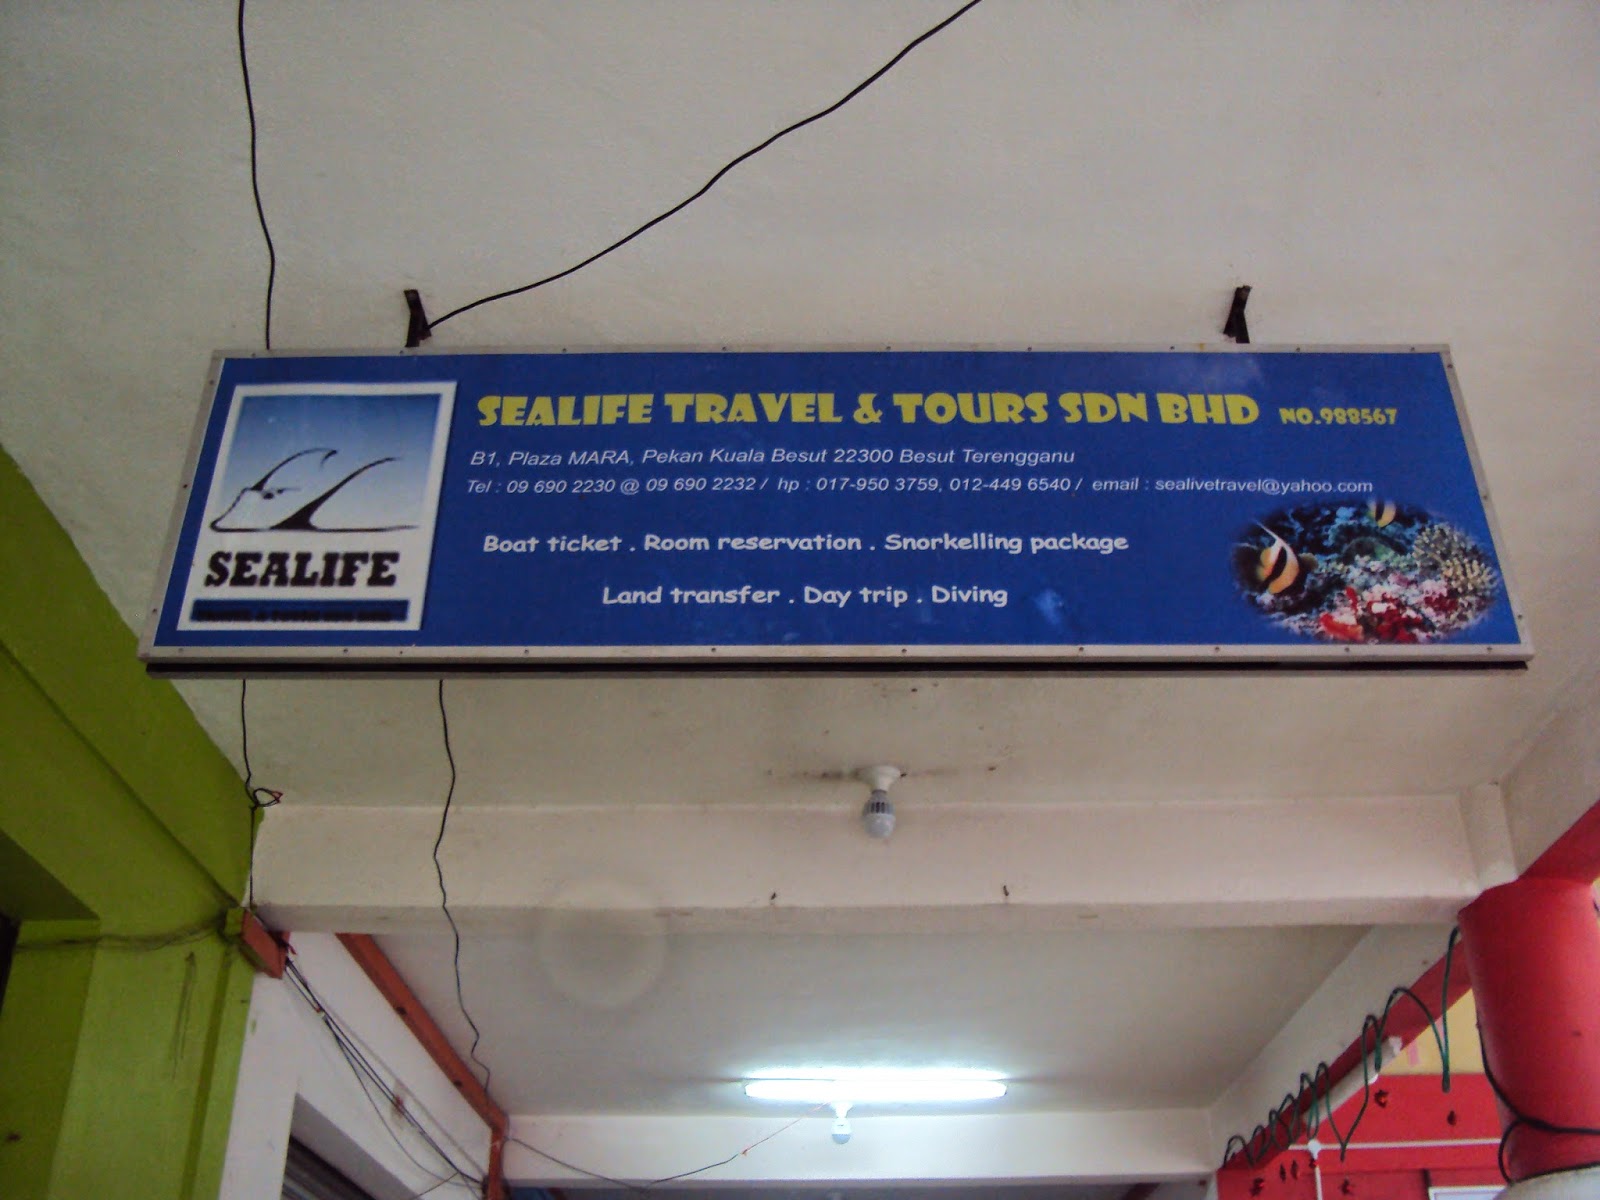 SEALIFE TRAVEL & TOURS SDN BHD NO.988567
B1, Plaza MARA, Pekan Kuala Besut 22300 Besut Terengganu
Tel : 09 690 2230 @ 09 690 2232 / hp : 017-950 3759, 012-449 6540 / email : sealivetravel@yahoo.com
Boat ticket . Room reservation . Snorkelling package
Land transfer . Day trip . Diving
SEALIFE